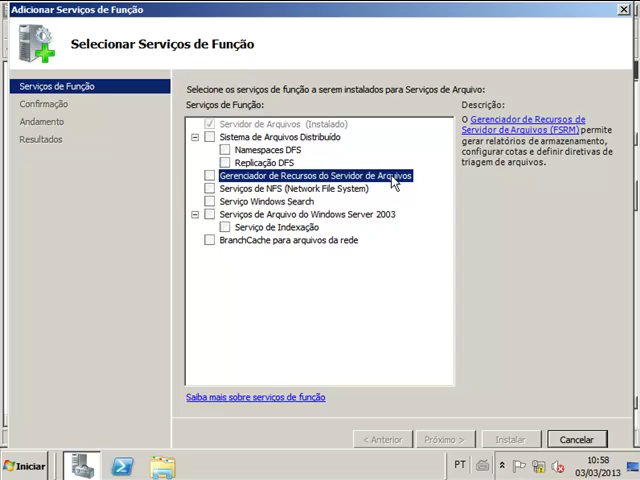 Adicionar Serviços de Função
Selecionar Serviços de Função
Serviços de Função
Confirmação
Andamento
Resultados
Selecione os serviços de função a serem instalados para Serviços de Arquivo:
Serviços de Função:
Servidor de Arquivos (Instalado)
Sistema de Arquivos Distribuído
Namespaces DFS
Replicação DFS
Gerenciador de Recursos do Servidor de Arquivos
Serviços de NFS (Network File System)
Serviço Windows Search
Serviços de Arquivo do Windows Server 2003
Serviço de Indexação
BranchCache para arquivos da rede
Descrição:
O Gerenciador de Recursos de
Servidor de Arquivos (FSRM) permite
gerar relatórios de armazenamento,
configurar cotas e definir diretivas de
triagem de arquivos.
Saiba mais sobre serviços de função
< Anterior
Próximo >
Instalar
Cancelar
Iniciar
PT
10:58
03/03/2013